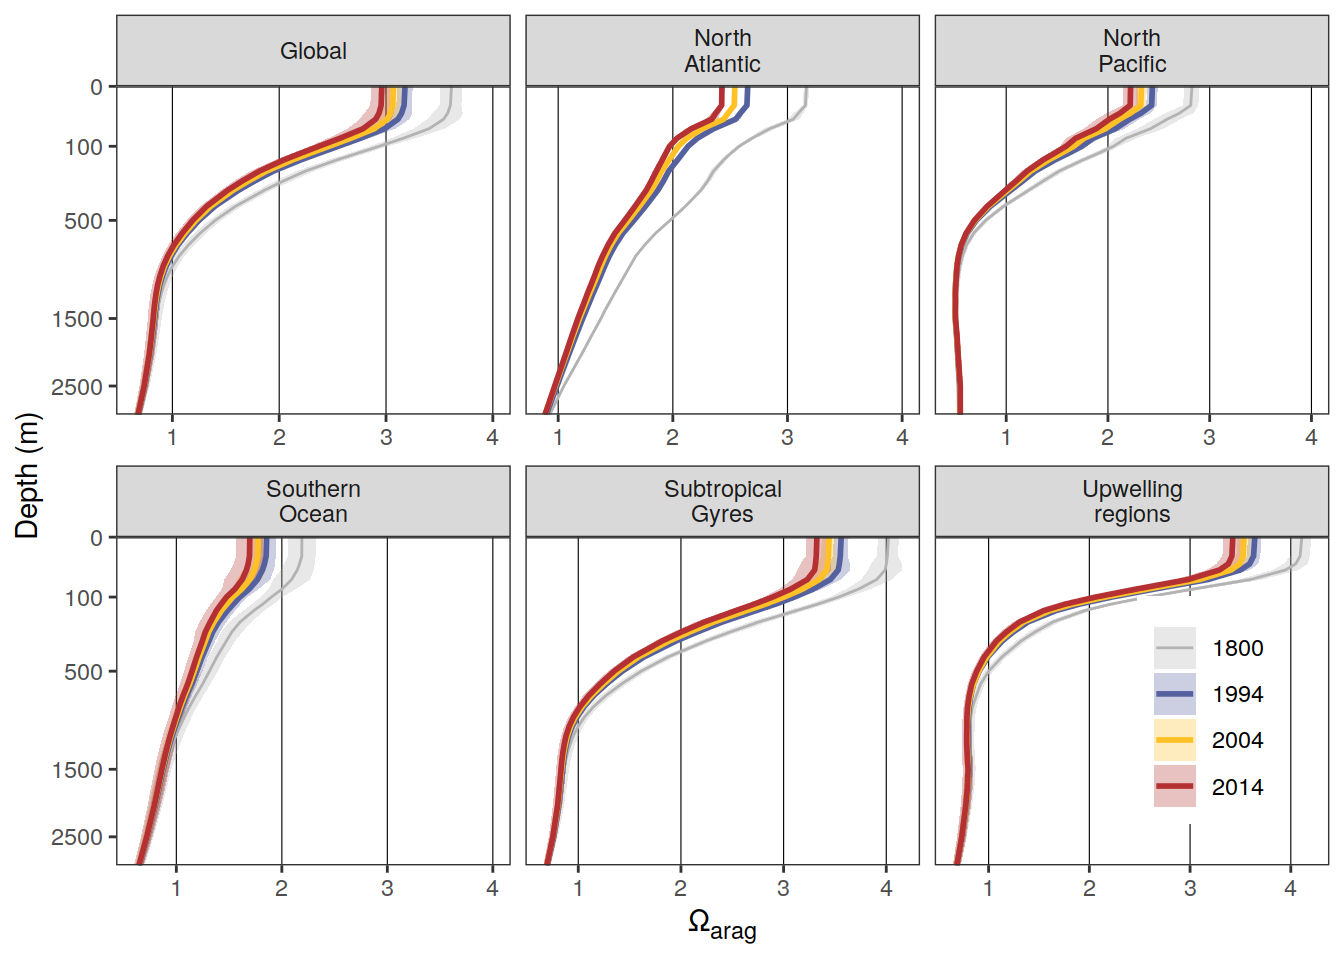 Global
North
Atlantic
North
Pacific
0
100
500
1500
2500
1 2 3 4
1 2 3 4
1 2 3 4
Depth (m)
Southern
Ocean
Subtropical
Gyres
Upwelling
regions
0
100
500
1500
2500
1800
1994
2004
2014
1 2 3 4
1 2 3 4
1 2 3 4
Ωarag